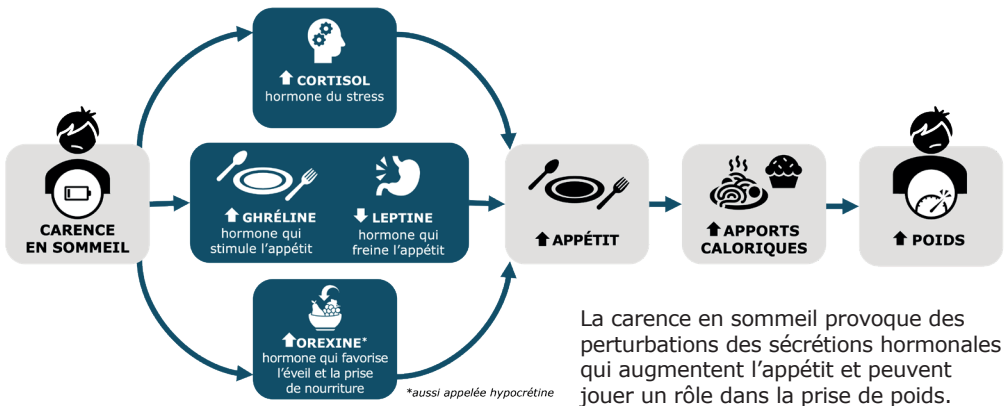 CARENCE
EN SOMMEIL
⬆ CORTISOL
hormone du stress
⬆ GHRÉLINE
hormone qui
stimule l’appétit
⬇ LEPTINE
hormone qui
freine l’appétit
⬆OREXINE*
hormone qui favorise
l’éveil et la prise
de nourriture
*aussi appelée hypocrétine
⬆ APPÉTIT
⬆ APPORTS
CALORIQUES
⬆ POIDS
La carence en sommeil provoque des
perturbations des sécrétions hormonales
qui augmentent l’appétit et peuvent
jouer un rôle dans la prise de poids.